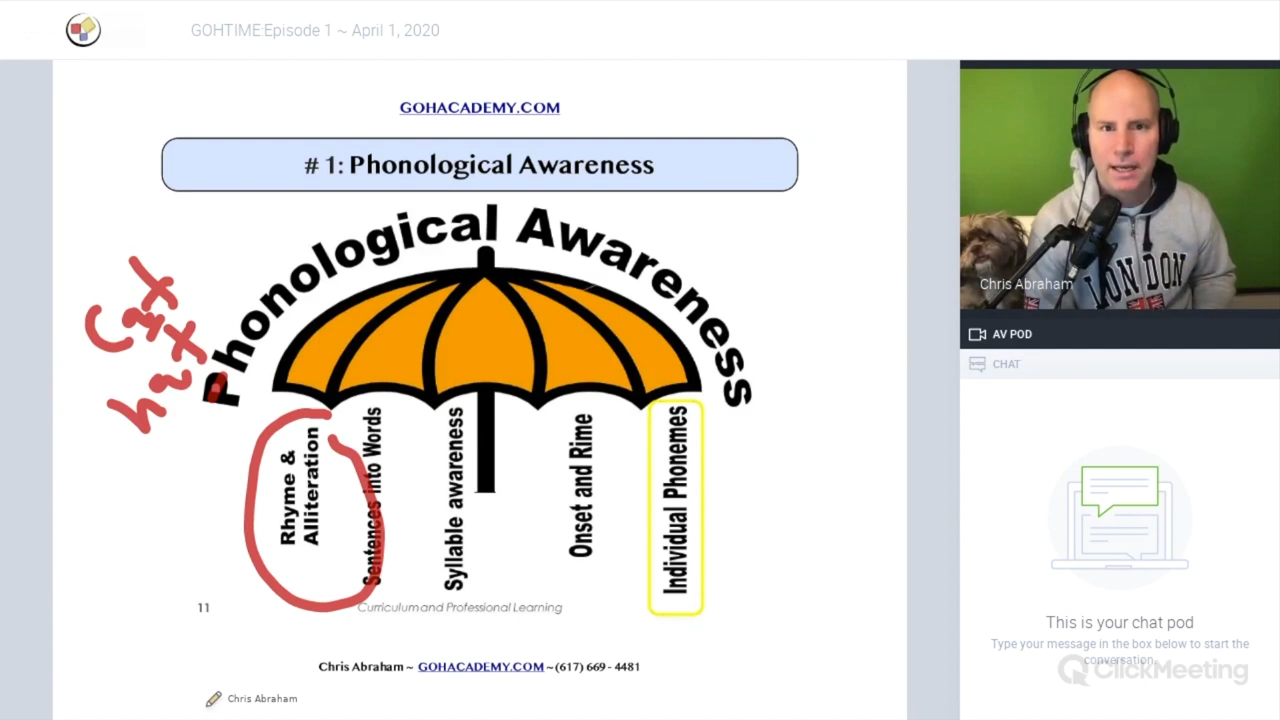 GOHTIME:Episode 1 ~ April 1, 2020
GOHACADEMY.COM
# 1: Phonological Awareness
Phonological Awareness
Cat
hat
Rhyme &
Alliteration
Sentences into Words
Syllable awareness
Onset and Rime
Individual Phonemes
11
Curriculum and Professional Learning
Chris Abraham ~ GOHACADEMY.COM ~(617) 669 - 4481
Chris Abraham
LONDON
Chris Abraham
AV POD
CHAT
This is your chat pod
Type your message in the box below to start the
conversation.
ClickMeeting